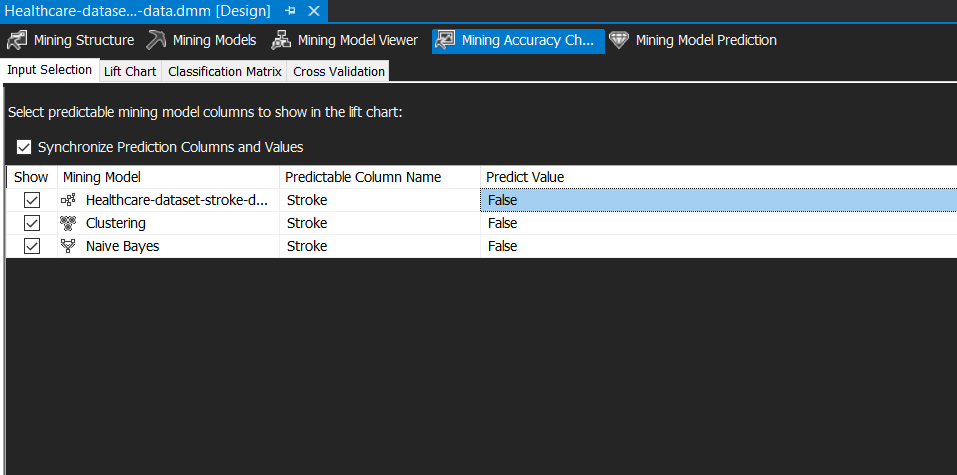 Healthcare-datase...-data.dmm [Design]
Mining Structure Mining Models Mining Model Viewer Mining Accuracy Ch... Mining Model Prediction
Input Selection Lift Chart Classification Matrix Cross Validation
Select predictable mining model columns to show in the lift chart:
Synchronize Prediction Columns and Values
Show Mining Model Predictable Column Name Predict Value
Healthcare-dataset-stroke-d... Stroke False
Clustering Stroke False
Naive Bayes Stroke False